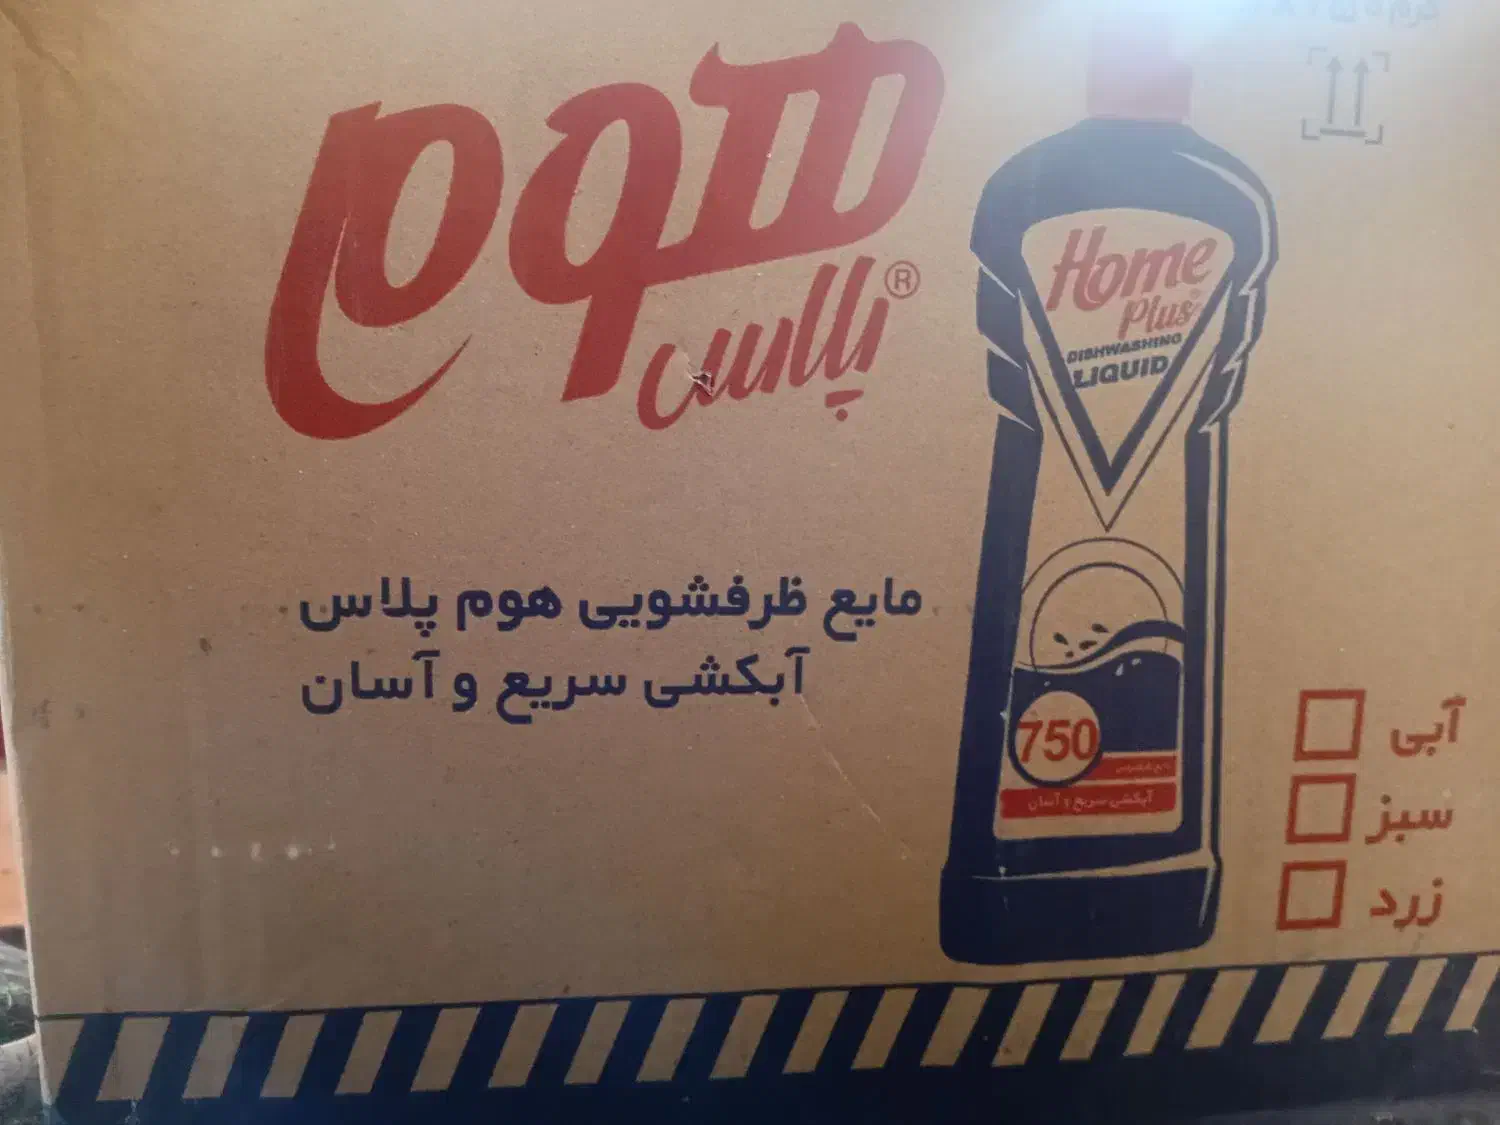 هوم
پلاس ®
Home
Plus
DISHWASHING
LIQUID
مایع ظرفشویی هوم پلاس
آبکشی سریع و آسان
750
آبکشی سریع و آسان
آبی
سبز
زرد